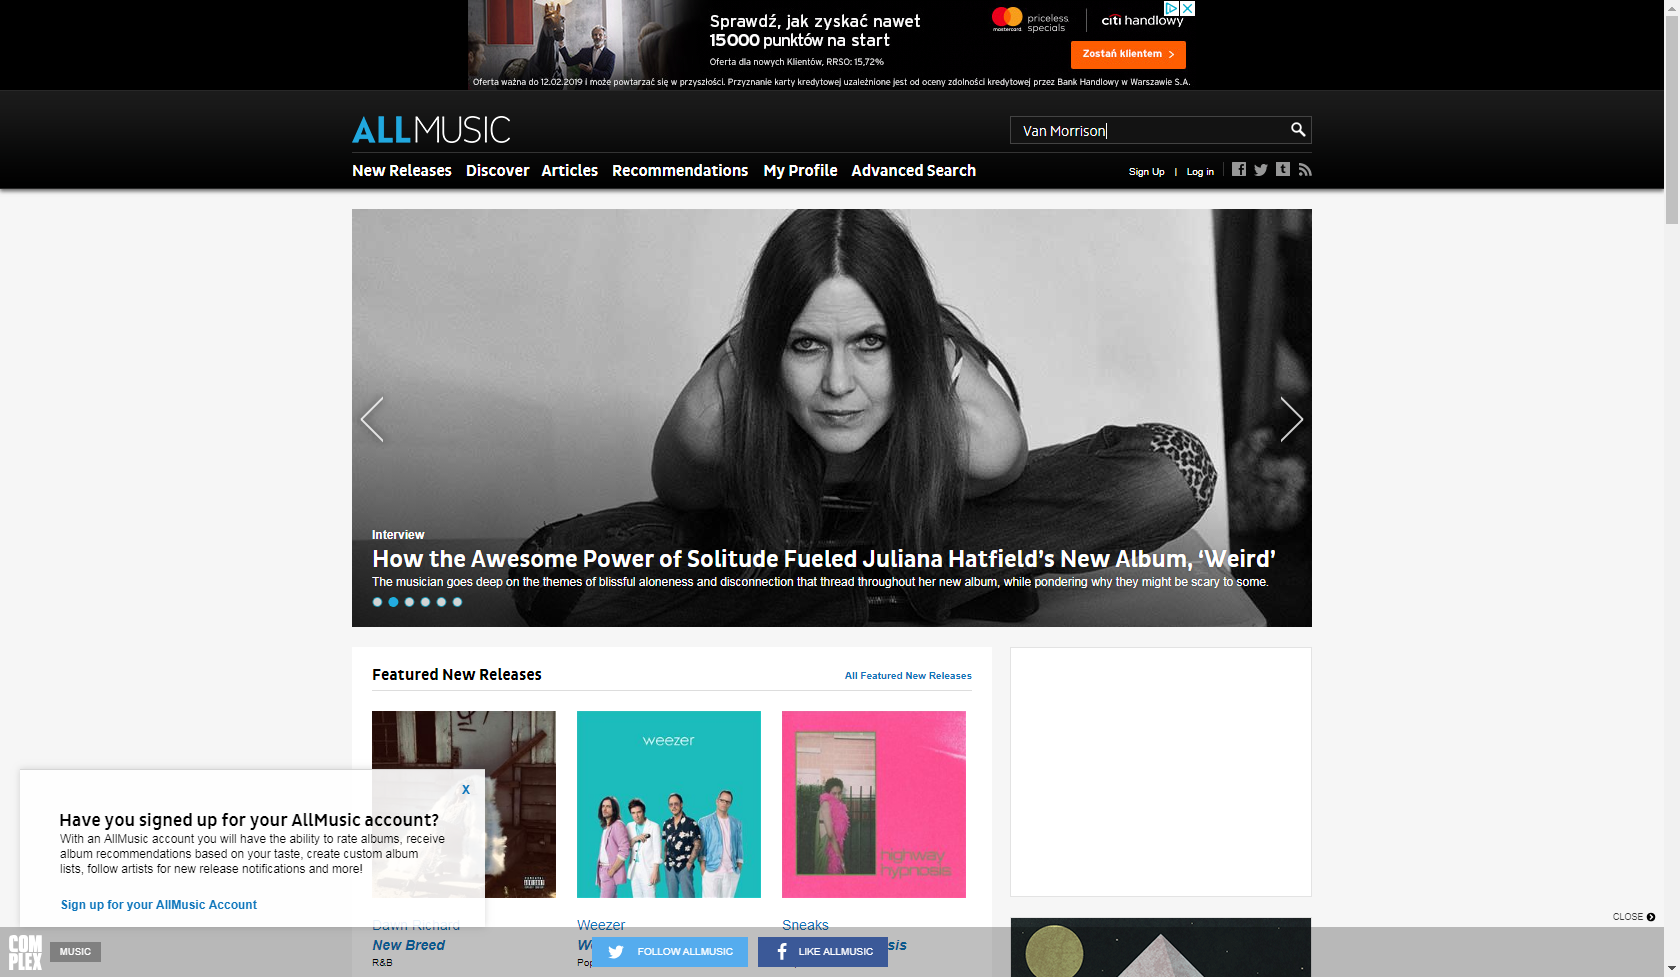 Sprawdź, jak zyskać nawet
15000 punktów na start
Oferta dla nowych Klientów, RRSO: 15,72%
mastercard
priceless
specials
citi handlowy
Zostań klientem >
Oferta ważna do 12.02.2019 i może powtarzać się w przyszłości. Przyznanie karty kredytowej uzależnione jest od oceny zdolności kredytowej przez Bank Handlowy w Warszawie S.A.
ALLMUSIC
Van Morrison
New Releases Discover Articles Recommendations My Profile Advanced Search
Sign Up | Log in
Interview
How the Awesome Power of Solitude Fueled Juliana Hatfield's New Album, ‘Weird’
The musician goes deep on the themes of blissful aloneness and disconnection that thread throughout her new album, while pondering why they might be scary to some.
Featured New Releases
All Featured New Releases
weezer
highway
hypnosis
X
Have you signed up for your AllMusic account?
With an AllMusic account you will have the ability to rate albums, receive
album recommendations based on your taste, create custom album
lists, follow artists for new release notifications and more!
Sign up for your AllMusic Account
Dawn Richard
New Breed
R&B
Weezer
Sneaks
CLOSE
COM
PLEX
MUSIC
FOLLOW ALLMUSIC
LIKE ALLMUSIC